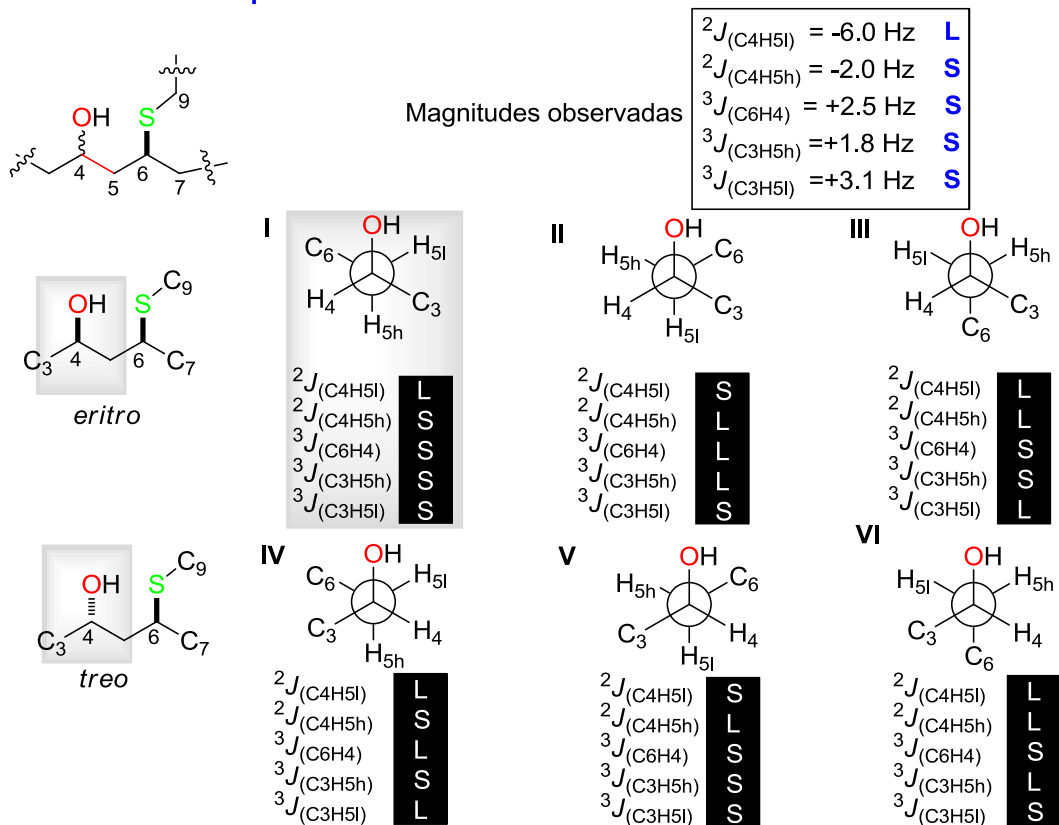 Magnitudes observadas
²J(C4H5l) = -6.0 Hz L
²J(C4H5h) = -2.0 Hz S
³J(C6H4) = +2.5 Hz S
³J(C3H5h) =+1.8 Hz S
³J(C3H5l) =+3.1 Hz S
OH S 9
4 5 6 7
OH S C9
C3 4 6 C7
eritro
I
OH
C6 H5l
H4 C3
H5h
²J(C4H5l) L
²J(C4H5h) S
³J(C6H4) S
³J(C3H5h) S
³J(C3H5l) S
II
OH
H5h C6
H4 C3
H5l
²J(C4H5l) S
²J(C4H5h) L
³J(C6H4) L
³J(C3H5h) L
³J(C3H5l) S
III
OH
H5l H5h
H4 C3
C6
²J(C4H5l) L
²J(C4H5h) L
³J(C6H4) S
³J(C3H5h) S
³J(C3H5l) L
OH S C9
C3 4 6 C7
treo
IV
OH
C6 H5l
C3 H4
H5h
²J(C4H5l) L
²J(C4H5h) S
³J(C6H4) L
³J(C3H5h) S
³J(C3H5l) L
V
OH
H5h C6
C3 H4
H5l
²J(C4H5l) S
²J(C4H5h) L
³J(C6H4) S
³J(C3H5h) S
³J(C3H5l) S
VI
OH
H5l H5h
C3 H4
C6
²J(C4H5l) L
²J(C4H5h) L
³J(C6H4) S
³J(C3H5h) L
³J(C3H5l) S